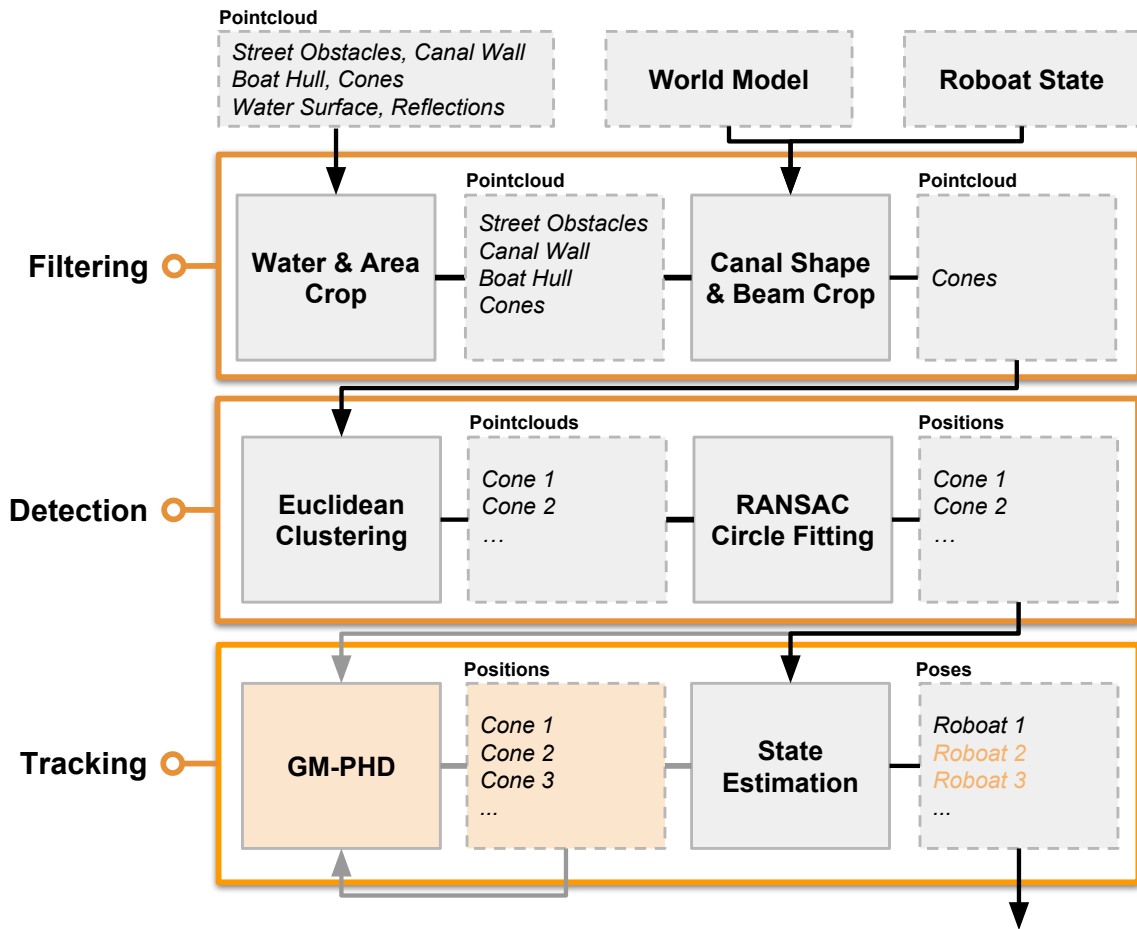 Pointcloud
Street Obstacles, Canal Wall
Boat Hull, Cones
Water Surface, Reflections
World Model
Roboat State
Filtering
Water & Area
Crop
Pointcloud
Street Obstacles
Canal Wall
Boat Hull
Cones
Canal Shape
& Beam Crop
Pointcloud
Cones
Detection
Euclidean
Clustering
Pointclouds
Cone 1
Cone 2
…
RANSAC
Circle Fitting
Positions
Cone 1
Cone 2
…
Tracking
GM-PHD
Positions
Cone 1
Cone 2
Cone 3
...
State
Estimation
Poses
Roboat 1
Roboat 2
Roboat 3
...